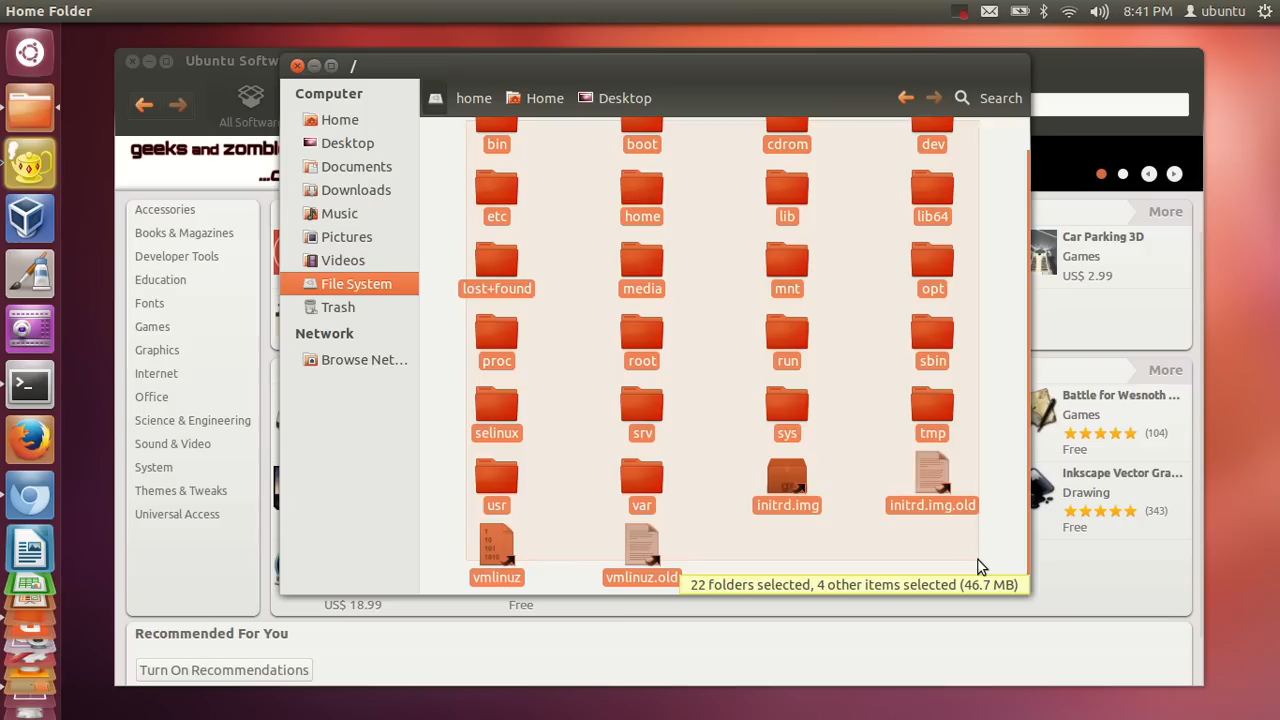 Home Folder
8:41 PM ubuntu
Ubuntu Softw
/
All Softwar
Computer
Home
Desktop
Documents
Downloads
Music
Pictures
Videos
File System
Trash
Network
Browse Net...
home Home Desktop Search
geeks and zombi
...c
Accessories
Books & Magazines
Developer Tools
Education
Fonts
Games
Graphics
Internet
Office
Science & Engineering
Sound & Video
System
Themes & Tweaks
Universal Access
bin boot cdrom dev
etc home lib lib64
lost+found media mnt opt
proc root run sbin
selinux srv sys tmp
usr var initrd.img initrd.img.old
vmlinuz vmlinuz.old
22 folders selected, 4 other items selected (46.7 MB)
More
Car Parking 3D
Games
US$ 2.99
More
Battle for Wesnoth ...
Games
(104)
Free
Inkscape Vector Gra...
Drawing
(343)
Free
US$ 18.99 Free
Recommended For You
Turn On Recommendations